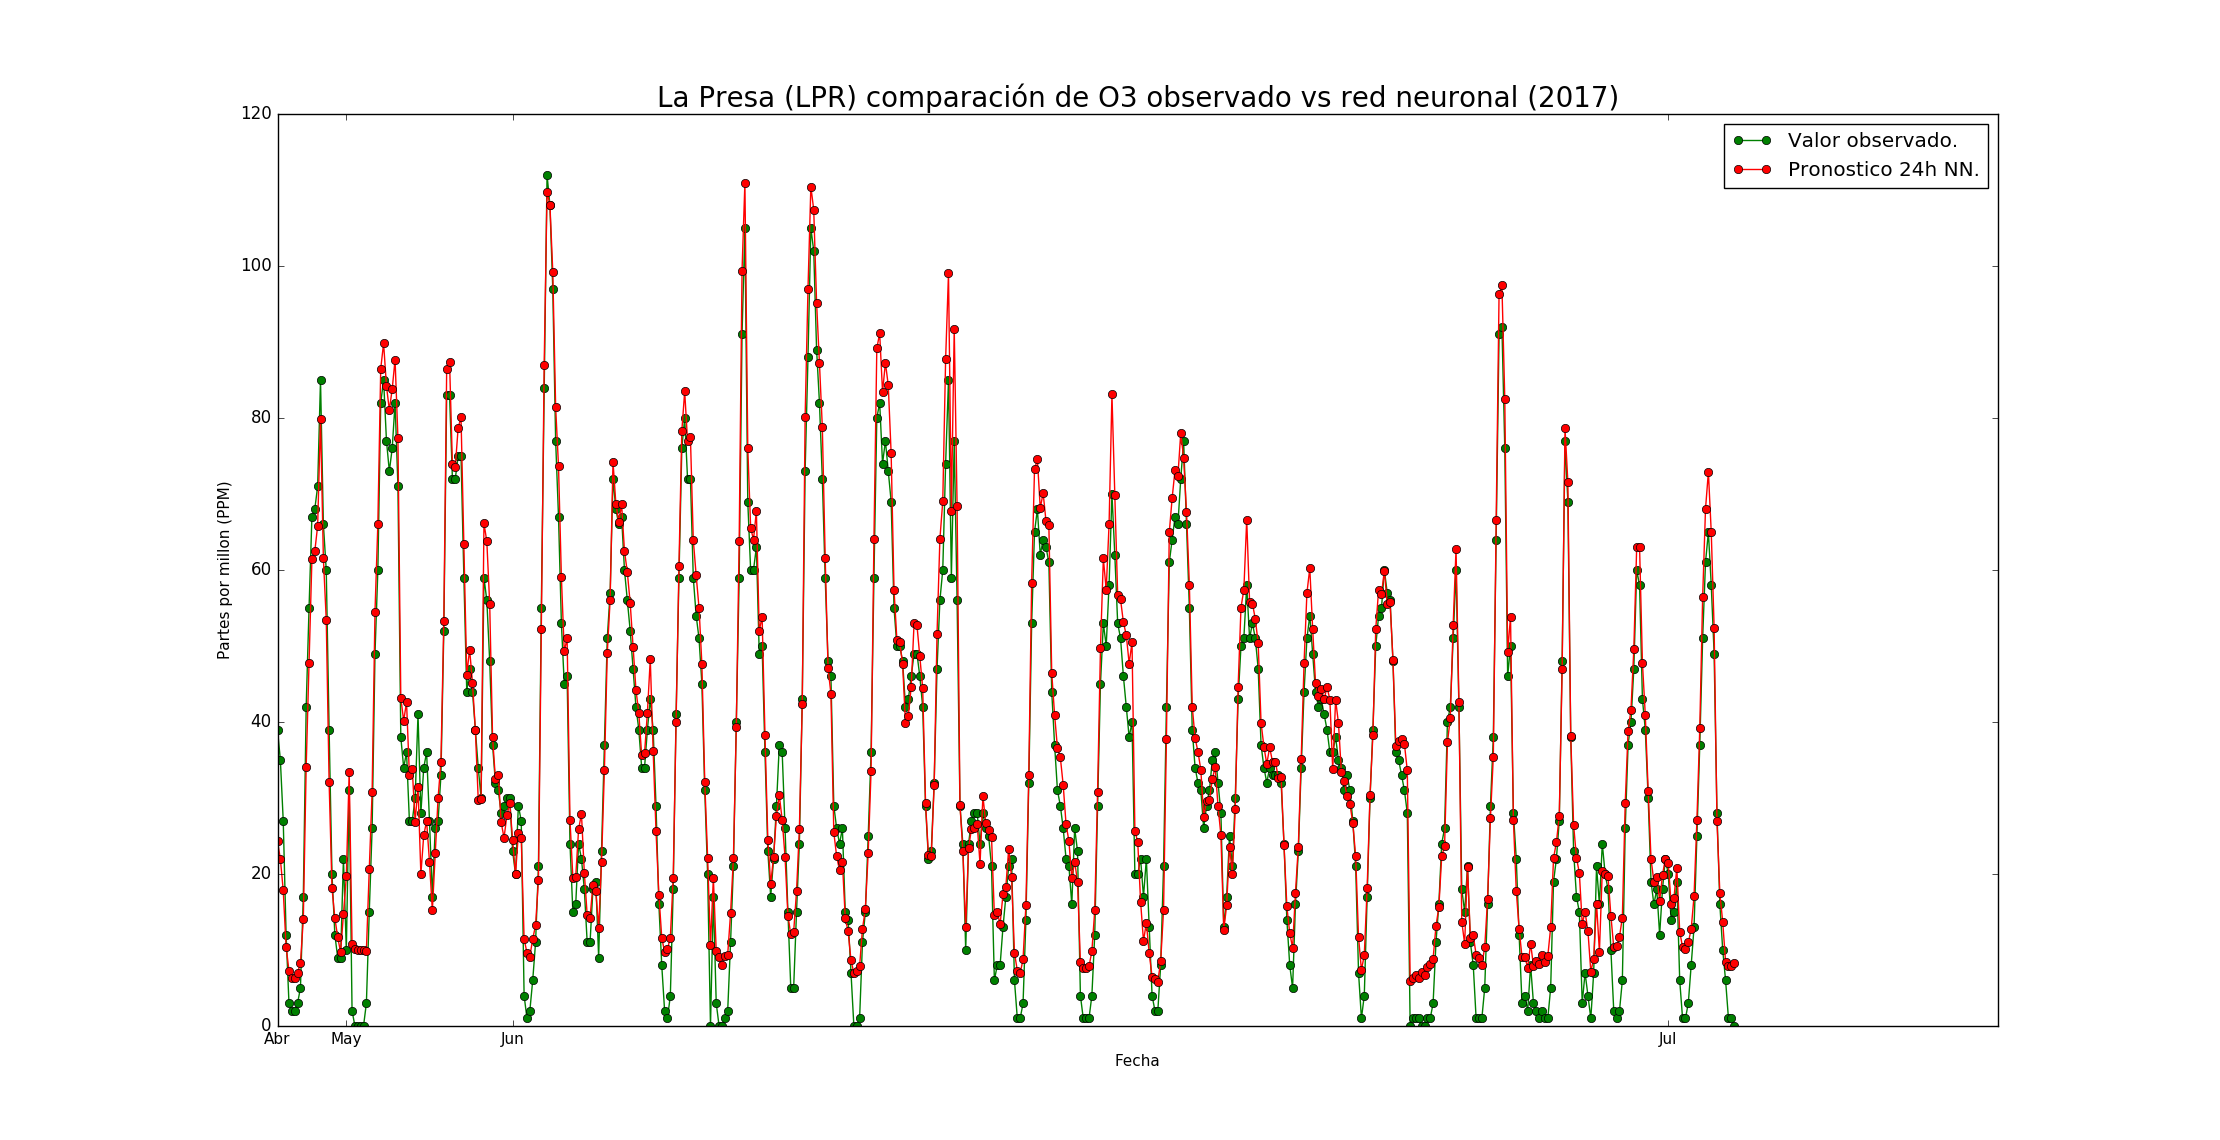 La Presa (LPR) comparación de O3 observado vs red neuronal (2017)
Valor observado.
Pronostico 24h NN.
120
100
80
60
40
20
0
Partes por millon (PPM)
Abr May Jun Jul
Fecha